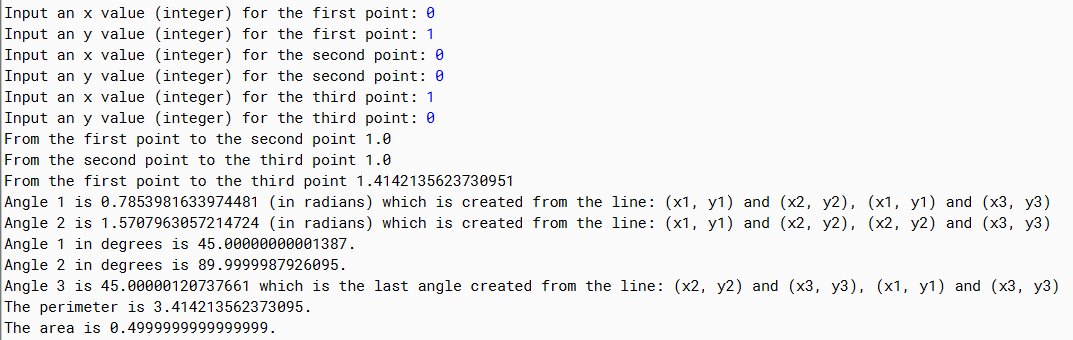 Input an x value (integer) for the first point: 0
Input an y value (integer) for the first point: 1
Input an x value (integer) for the second point: 0
Input an y value (integer) for the second point: 0
Input an x value (integer) for the third point: 1
Input an y value (integer) for the third point: 0
From the first point to the second point 1.0
From the second point to the third point 1.0
From the first point to the third point 1.4142135623730951
Angle 1 is 0.7853981633974481 (in radians) which is created from the line: (x1, y1) and (x2, y2), (x1, y1) and (x3, y3)
Angle 2 is 1.5707963057214724 (in radians) which is created from the line: (x1, y1) and (x2, y2), (x2, y2) and (x3, y3)
Angle 1 in degrees is 45.00000000001387.
Angle 2 in degrees is 89.9999987926095.
Angle 3 is 45.00000120737661 which is the last angle created from the line: (x2, y2) and (x3, y3), (x1, y1) and (x3, y3)
The perimeter is 3.414213562373095.
The area is 0.4999999999999999.